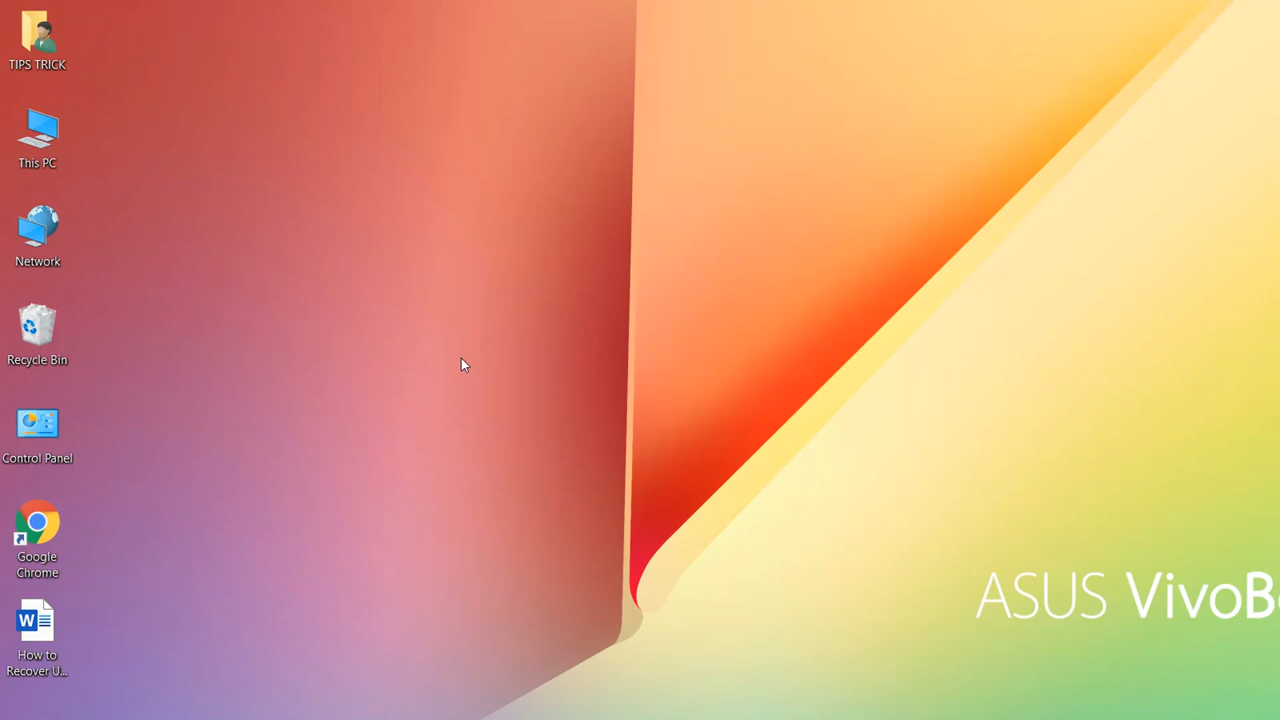 TIPS TRICK
This PC
Network
Recycle Bin
Control Panel
Google
Chrome
W
How to
Recover U...
ASUS VivoB